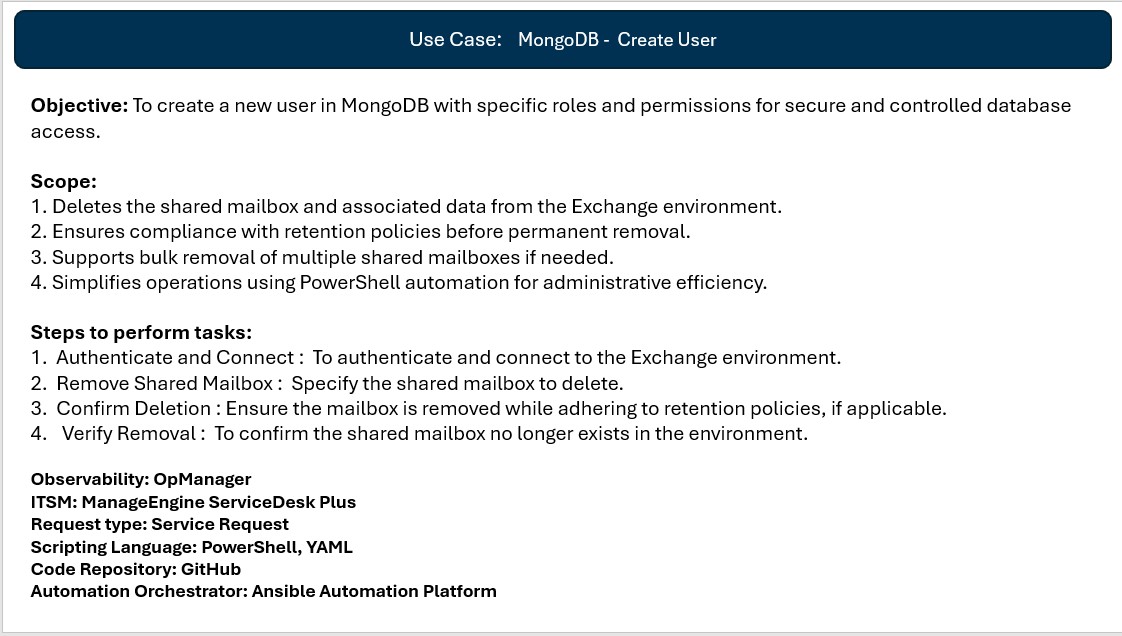 Use Case: MongoDB - Create User
Objective: To create a new user in MongoDB with specific roles and permissions for secure and controlled database
access.
Scope:
1. Deletes the shared mailbox and associated data from the Exchange environment.
2. Ensures compliance with retention policies before permanent removal.
3. Supports bulk removal of multiple shared mailboxes if needed.
4. Simplifies operations using PowerShell automation for administrative efficiency.
Steps to perform tasks:
1. Authenticate and Connect : To authenticate and connect to the Exchange environment.
2. Remove Shared Mailbox : Specify the shared mailbox to delete.
3. Confirm Deletion : Ensure the mailbox is removed while adhering to retention policies, if applicable.
4. Verify Removal : To confirm the shared mailbox no longer exists in the environment.
Observability: OpManager
ITSM: ManageEngine ServiceDesk Plus
Request type: Service Request
Scripting Language: PowerShell, YAML
Code Repository: GitHub
Automation Orchestrator: Ansible Automation Platform